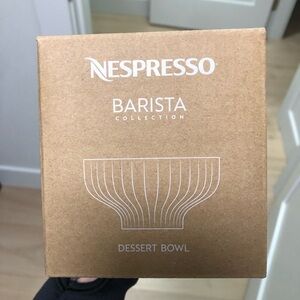 NESPRESSO
BARISTA
COLLECTION
DESSERT BOWL